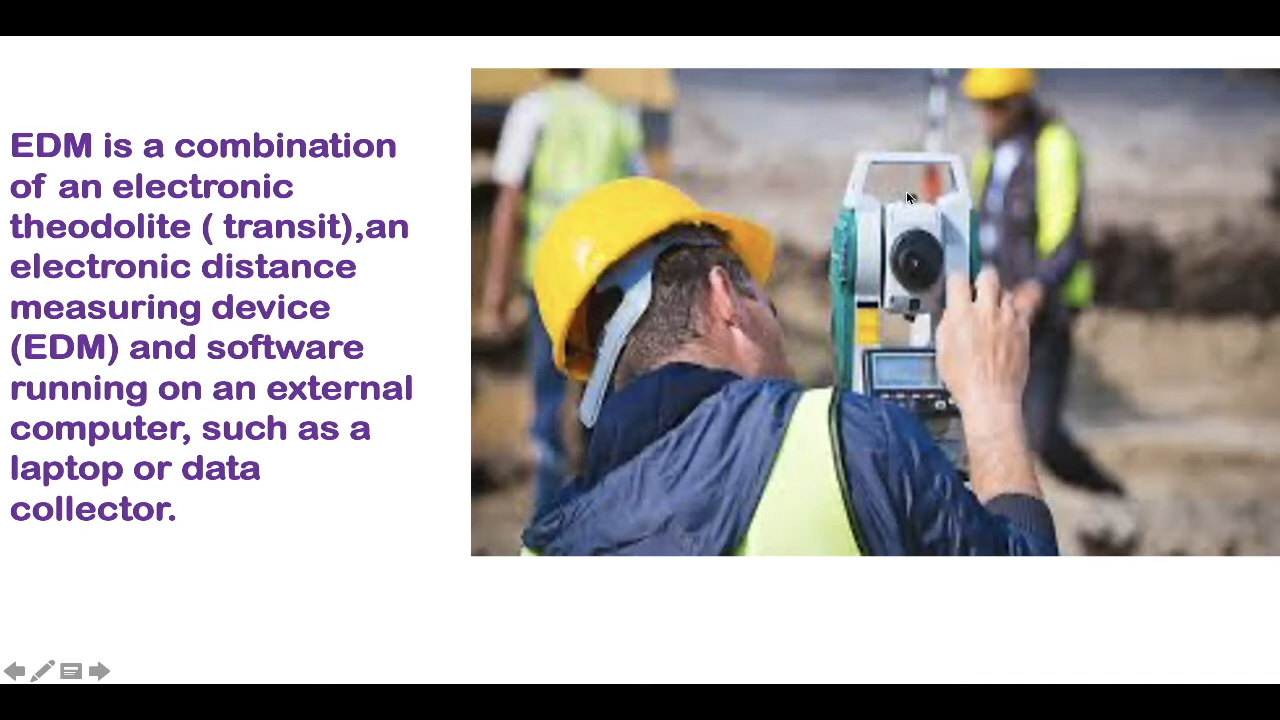 EDM is a combination
of an electronic
theodolite ( transit),an
electronic distance
measuring device
(EDM) and software
running on an external
computer, such as a
laptop or data
collector.